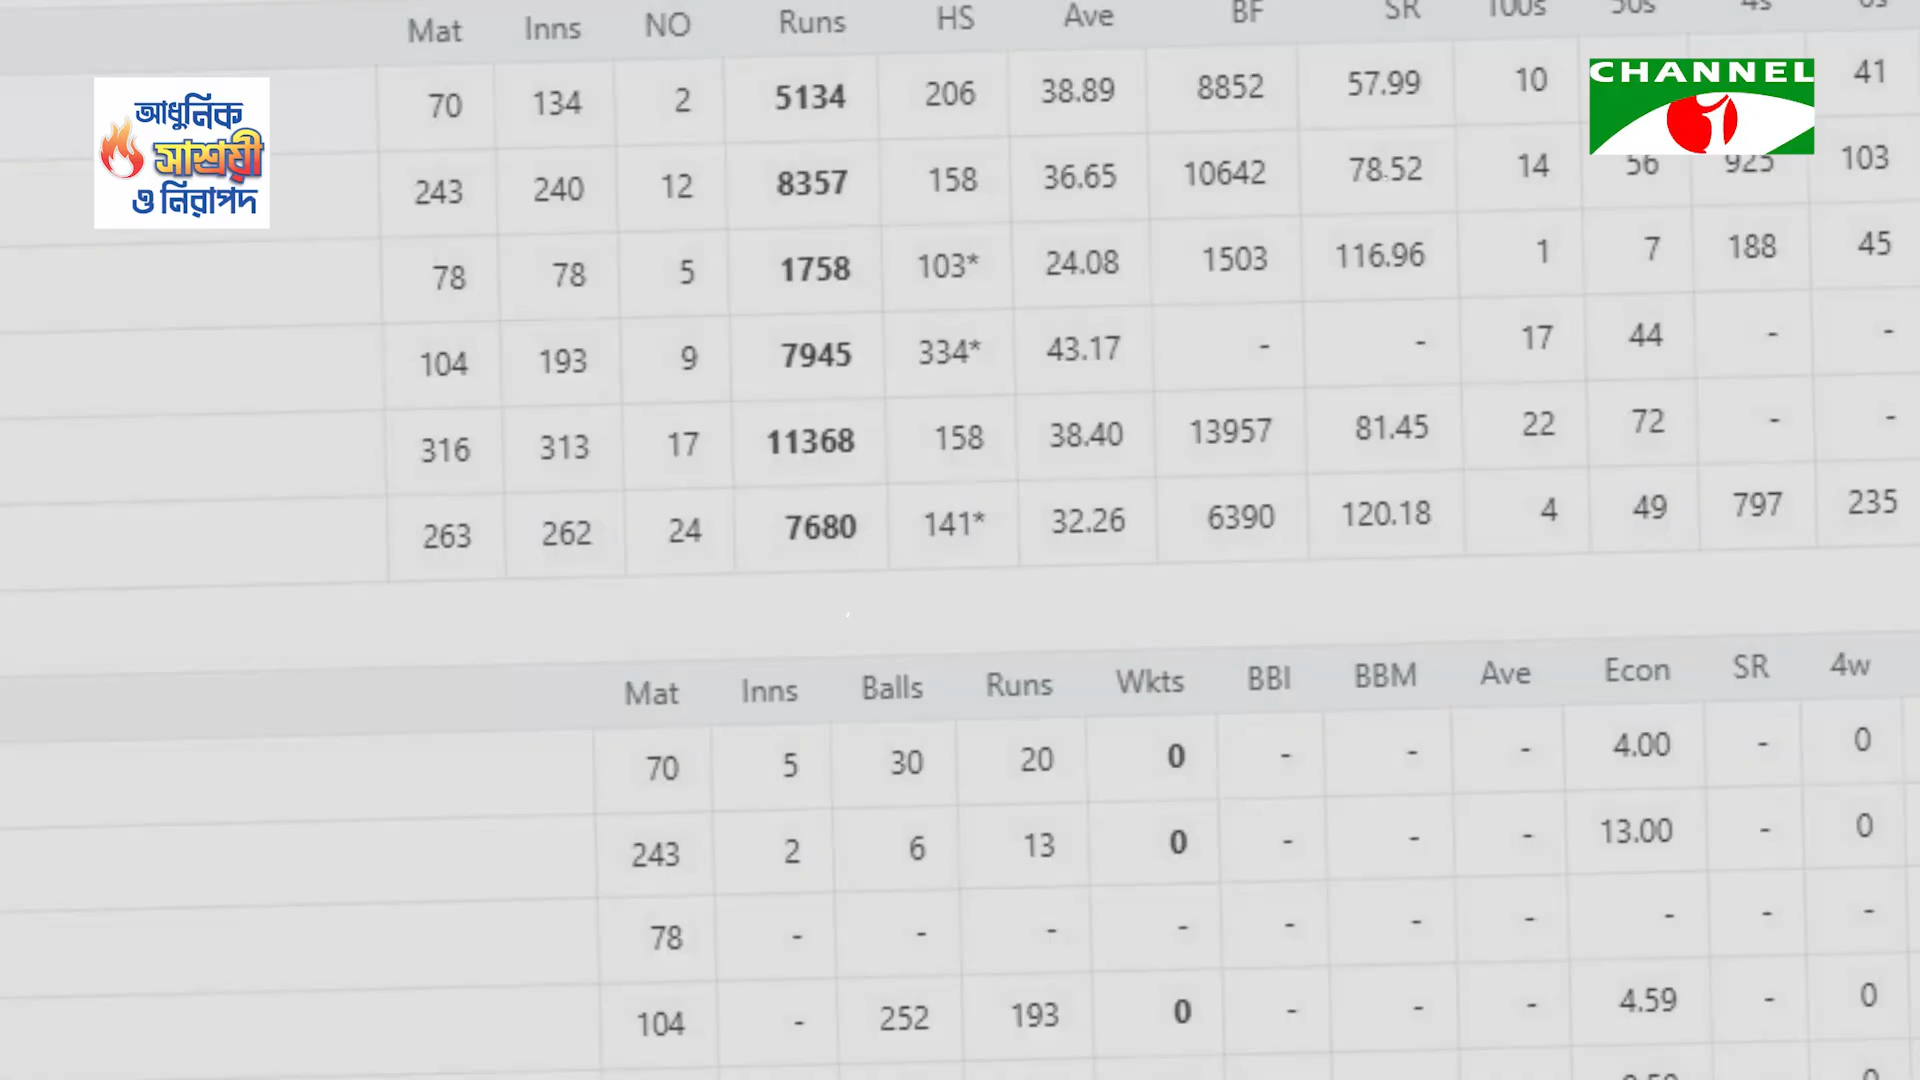 Mat Inns NO Runs HS Ave BF SR 100s 50s 4s 6s
70 134 2 5134 206 38.89 8852 57.99 10 41
243 240 12 8357 158 36.65 10642 78.52 14 56 925 103
78 78 5 1758 103* 24.08 1503 116.96 1 7 188 45
104 193 9 7945 334* 43.17 - - 17 44 - -
316 313 17 11368 158 38.40 13957 81.45 22 72 - -
263 262 24 7680 141* 32.26 6390 120.18 4 49 797 235
Mat Inns Balls Runs Wkts BBI BBM Ave Econ SR 4w
70 5 30 20 0 - - - 4.00 - 0
243 2 6 13 0 - - - 13.00 - 0
78 - - - - - - - - - -
104 - 252 193 0 - - - 4.59 - 0
আধুনিক
সাশ্রয়ী
ও নিরাপদ
CHANNEL